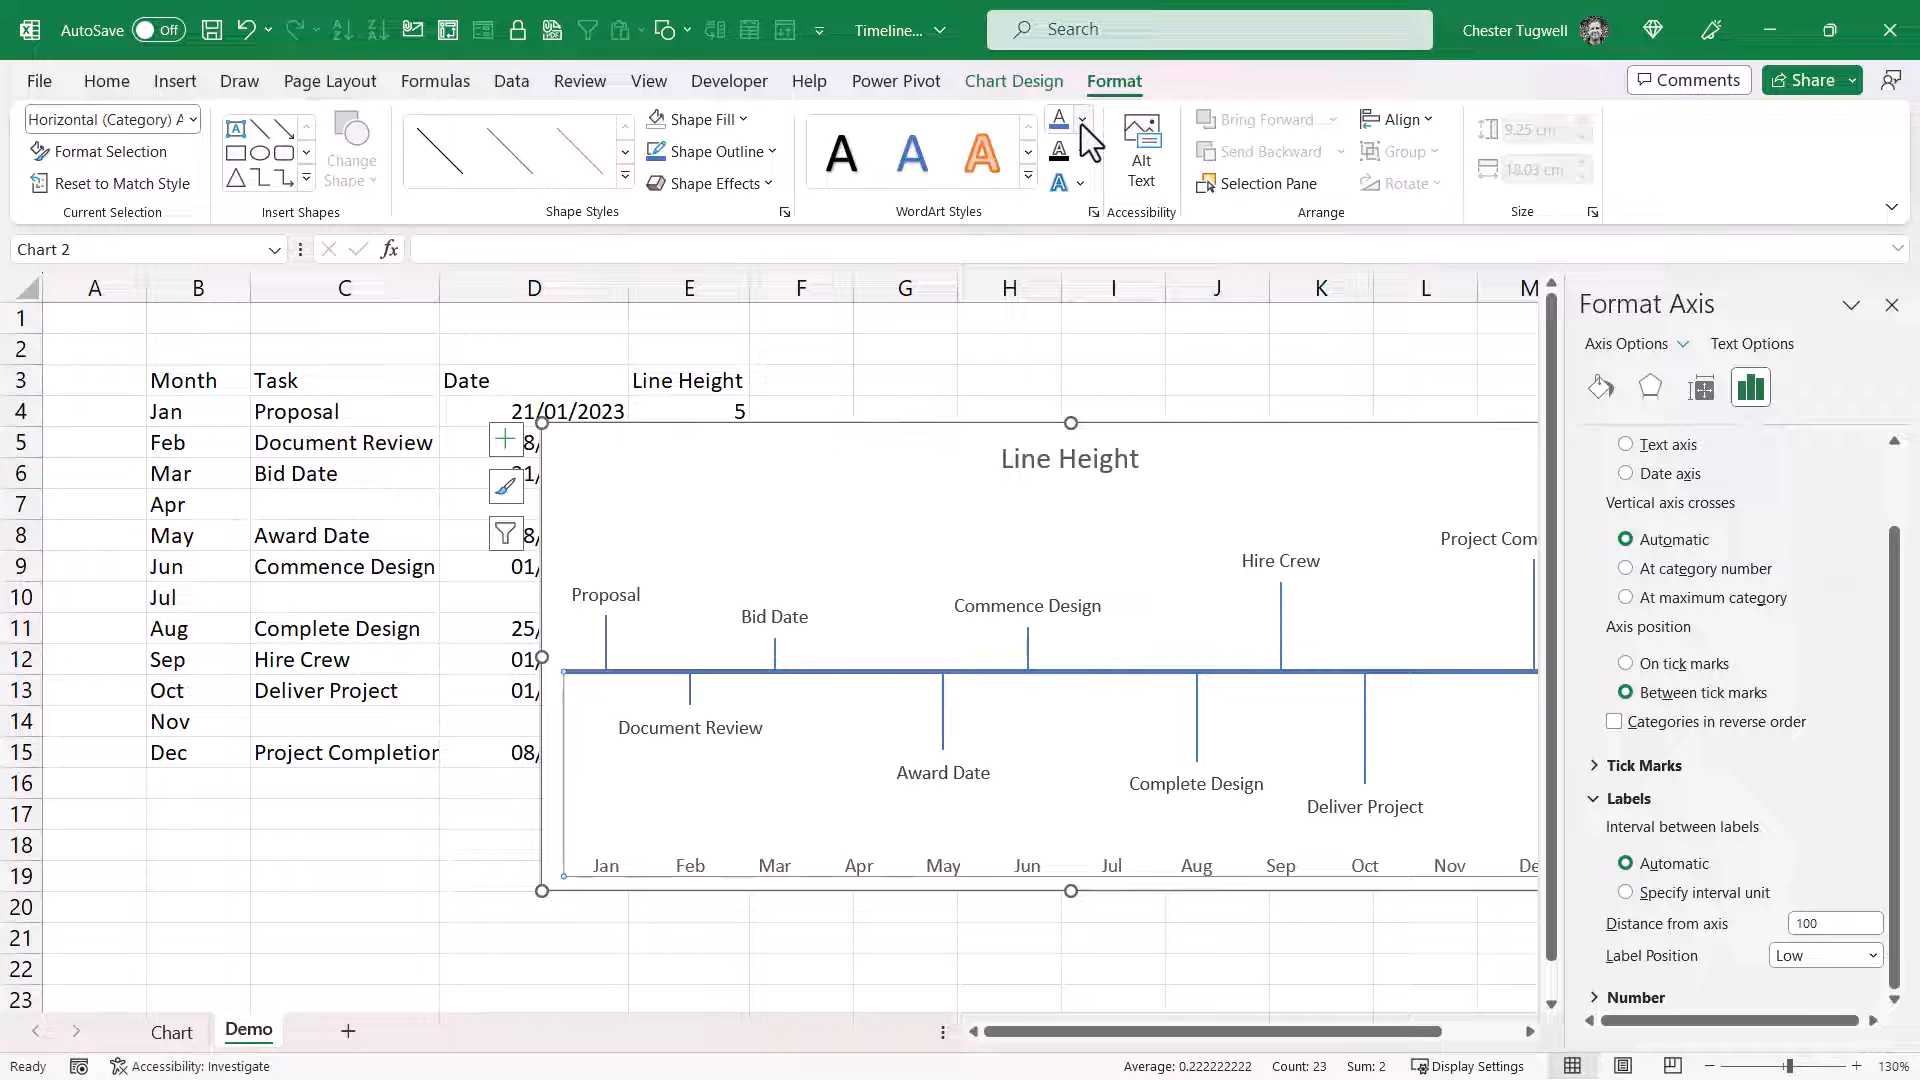 AutoSave Off Timeline... Search Chester Tugwell
File Home Insert Draw Page Layout Formulas Data Review View Developer Help Power Pivot Chart Design Format Comments Share
Horizontal (Category) A
Format Selection
Reset to Match Style
Current Selection
Change
Shape
Insert Shapes
Shape Fill
Shape Outline
Shape Effects
Shape Styles
A A A
WordArt Styles
Alt
Text
Accessibility
Bring Forward
Send Backward
Selection Pane
Align
Group
Rotate
Arrange
9.25 cm
18.03 cm
Size
Chart 2 fx
A B C D E F G H I J K L M
1
2
3 Month Task Date Line Height
4 Jan Proposal 21/01/2023 5
5 Feb Document Review
6 Mar Bid Date
7 Apr
8 May Award Date
9 Jun Commence Design 01/
10 Jul
11 Aug Complete Design 25/
12 Sep Hire Crew 01/
13 Oct Deliver Project 01/
14 Nov
15 Dec Project Completion 08/
16
17
18
19
20
21
22
23
Line Height
Project Com
Hire Crew
Proposal
Commence Design
Bid Date
Document Review
Award Date
Complete Design
Deliver Project
Jan Feb Mar Apr May Jun Jul Aug Sep Oct Nov De
Format Axis
Axis Options Text Options
Text axis
Date axis
Vertical axis crosses
Automatic
At category number
At maximum category
Axis position
On tick marks
Between tick marks
Categories in reverse order
Tick Marks
Labels
Interval between labels
Automatic
Specify interval unit
Distance from axis 100
Label Position Low
Number
Chart Demo
Ready Accessibility: Investigate Average: 0.222222222 Count: 23 Sum: 2 Display Settings 130%